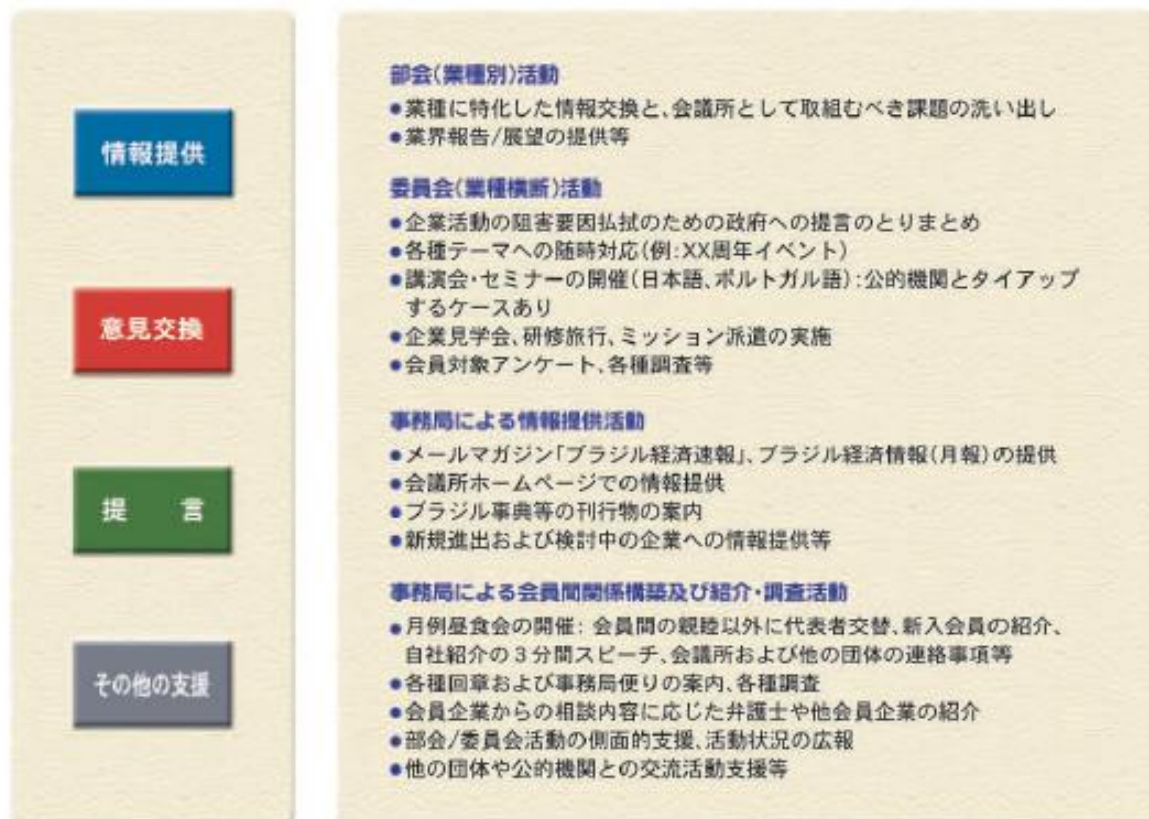 情報提供
意見交換
提　言
その他の支援
部会(業種別)活動
●業種に特化した情報交換と、会議所として取組むべき課題の洗い出し
●業界報告/展望の提供等
委員会(業種横断)活動
●企業活動の阻害要因払拭のための政府への提言のとりまとめ
●各種テーマへの随時対応(例:XX周年イベント)
●講演会・セミナーの開催(日本語、ポルトガル語):公的機関とタイアップ
するケースあり
●企業見学会、研修旅行、ミッション派遣の実施
●会員対象アンケート、各種調査等
事務局による情報提供活動
●メールマガジン「ブラジル経済速報」、ブラジル経済情報(月報)の提供
●会議所ホームページでの情報提供
●ブラジル事典等の刊行物の案内
●新規進出および検討中の企業への情報提供等
事務局による会員間関係構築及び紹介・調査活動
●月例昼食会の開催: 会員間の親睦以外に代表者交替、新入会員の紹介、
自社紹介の3分間スピーチ、会議所および他の団体の連絡事項等
●各種回章および事務局便りの案内、各種調査
●会員企業からの相談内容に応じた弁護士や他会員企業の紹介
●部会/委員会活動の側面的支援、活動状況の広報
●他の団体や公的機関との交流活動支援等